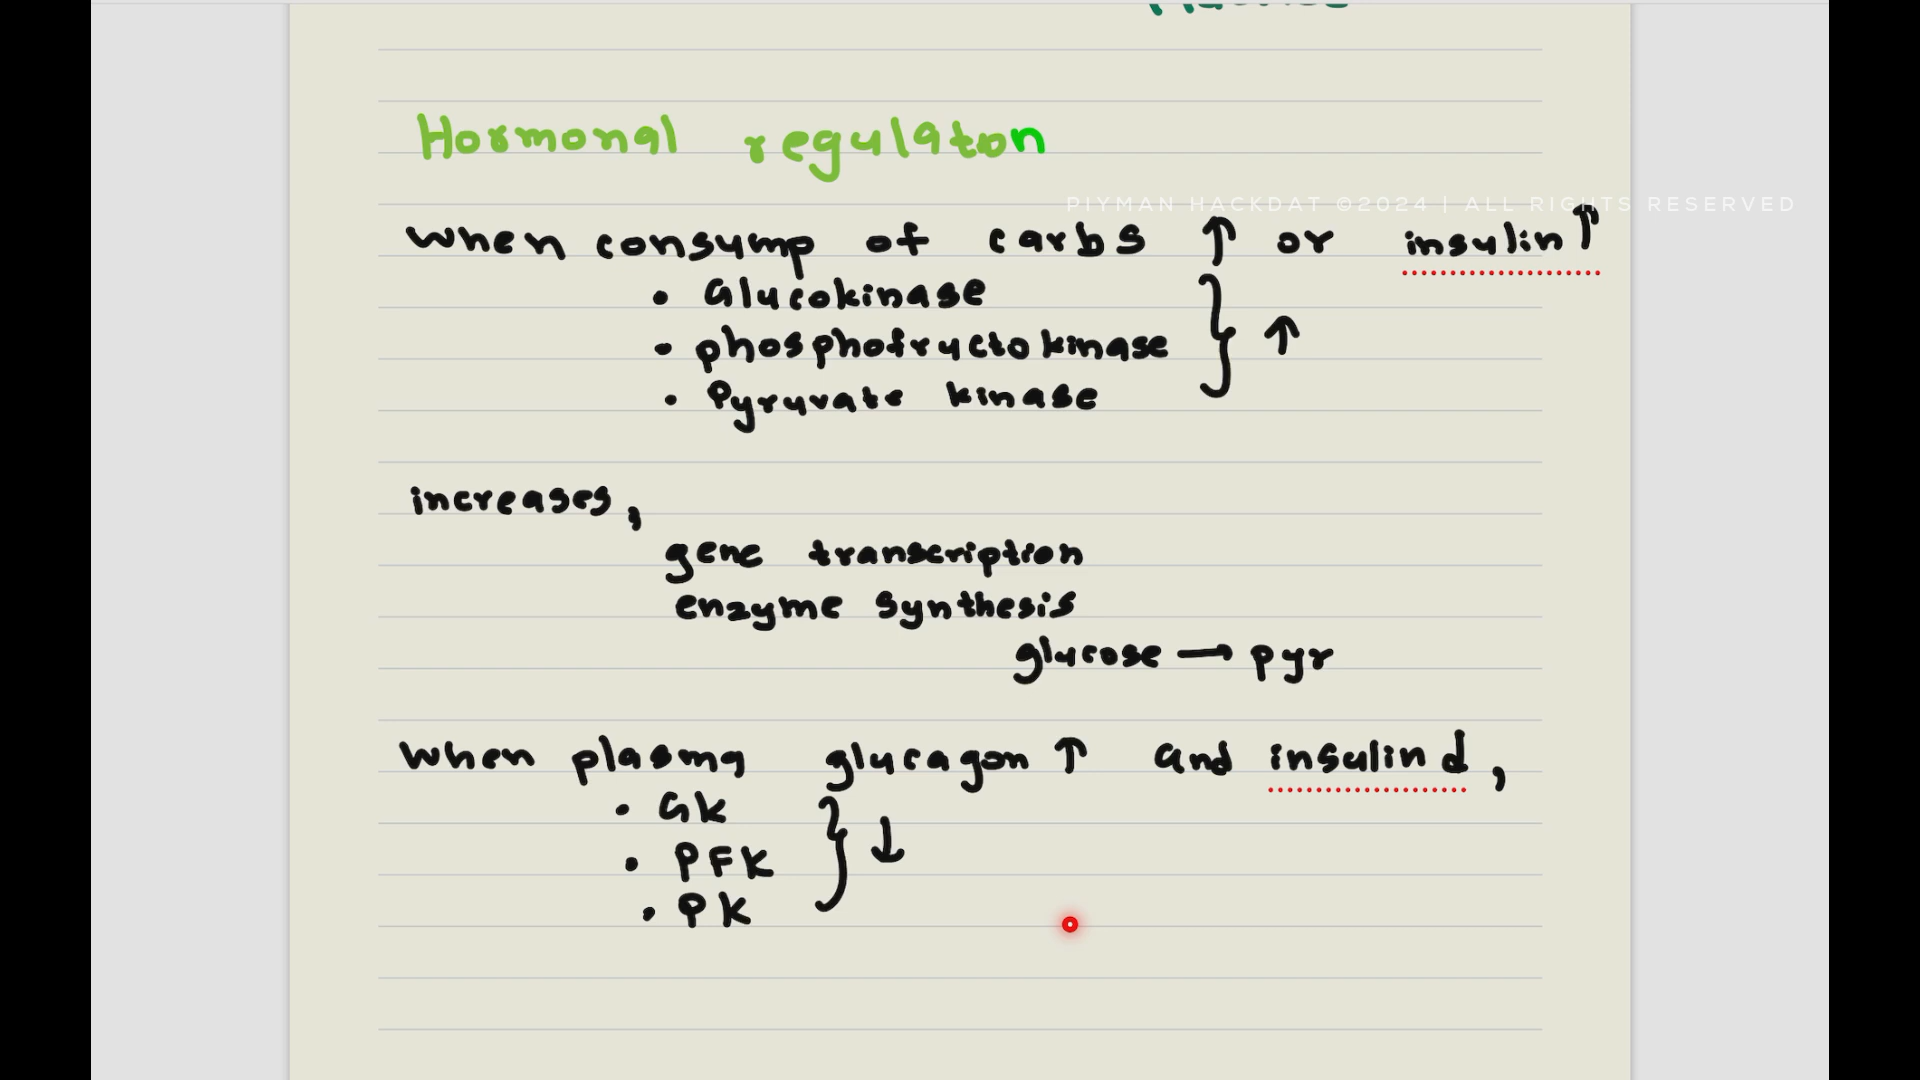 Hormonal regulaton
PIYMAN HACKDAT ©2024 | ALL RIGHTS RESERVED
when consump of carbs ↑ or insulin ↑
• Glucokinase
• phosphofructokinase } ↑
• Pyruvate kinase
increases,
gene transcription
enzyme synthesis
glucose → pyr
when plasma glucagon ↑ and insulin ↓,
• GK
• PFK } ↓
• PK